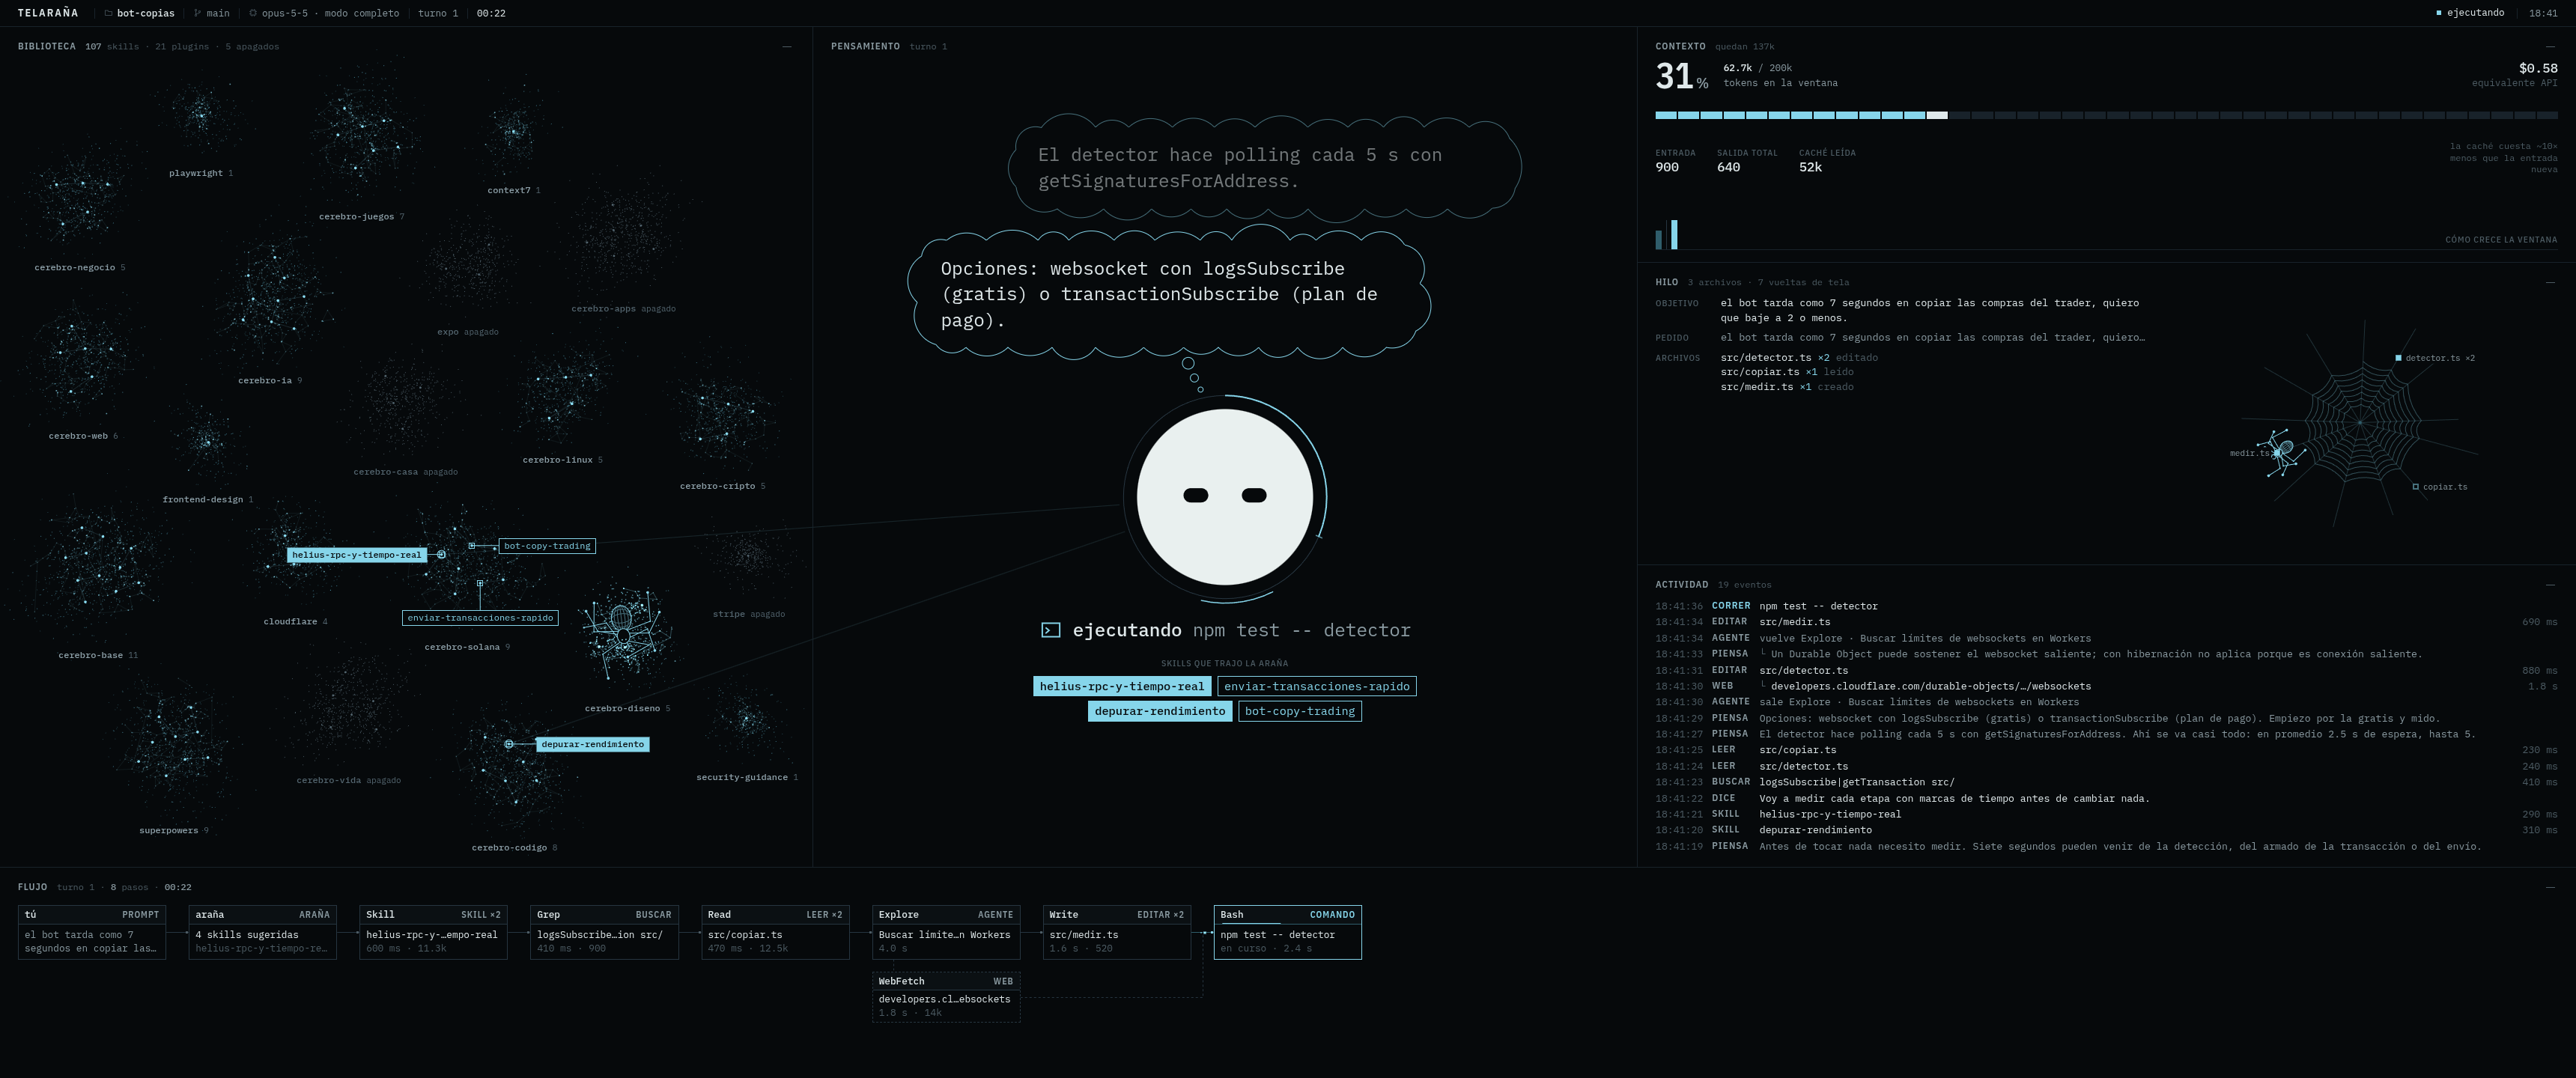 TELARAÑA bot-copias main opus-5-5 · modo completo turno 1 00:22 ejecutando 18:41
BIBLIOTECA 107 skills · 21 plugins · 5 apagados
playwright 1
context7 1
cerebro-juegos 7
cerebro-negocio 5
cerebro-apps apagado
expo apagado
cerebro-ia 9
cerebro-web 6
cerebro-linux 5
cerebro-casa apagado
cerebro-cripto 5
frontend-design 1
bot-copy-trading
helius-rpc-y-tiempo-real
enviar-transacciones-rapido
stripe apagado
cloudflare 4
cerebro-solana 9
cerebro-base 11
cerebro-diseno 5
depurar-rendimiento
security-guidance 1
cerebro-vida apagado
superpowers 9
cerebro-codigo 8
PENSAMIENTO turno 1
El detector hace polling cada 5 s con
getSignaturesForAddress.
Opciones: websocket con logsSubscribe
(gratis) o transactionSubscribe (plan de
pago).
ejecutando npm test -- detector
SKILLS QUE TRAJO LA ARAÑA
helius-rpc-y-tiempo-real enviar-transacciones-rapido
depurar-rendimiento bot-copy-trading
CONTEXTO quedan 137k
31% 62.7k / 200k
tokens en la ventana
$0.58
equivalente API
ENTRADA SALIDA TOTAL CACHÉ LEÍDA
900 640 52k
la caché cuesta ~10×
menos que la entrada
nueva
CÓMO CRECE LA VENTANA
HILO 3 archivos · 7 vueltas de tela
OBJETIVO el bot tarda como 7 segundos en copiar las compras del trader, quiero
que baje a 2 o menos.
PEDIDO el bot tarda como 7 segundos en copiar las compras del trader, quiero…
ARCHIVOS src/detector.ts ×2 editado
src/copiar.ts ×1 leído
src/medir.ts ×1 creado
detector.ts ×2
medir.ts
copiar.ts
ACTIVIDAD 19 eventos
18:41:36 CORRER npm test -- detector
18:41:34 EDITAR src/medir.ts 690 ms
18:41:34 AGENTE vuelve Explore · Buscar límites de websockets en Workers
18:41:33 PIENSA └ Un Durable Object puede sostener el websocket saliente; con hibernación no aplica porque es conexión saliente.
18:41:31 EDITAR src/detector.ts 880 ms
18:41:30 WEB └ developers.cloudflare.com/durable-objects/…/websockets 1.8 s
18:41:30 AGENTE sale Explore · Buscar límites de websockets en Workers
18:41:29 PIENSA Opciones: websocket con logsSubscribe (gratis) o transactionSubscribe (plan de pago). Empiezo por la gratis y mido.
18:41:27 PIENSA El detector hace polling cada 5 s con getSignaturesForAddress. Ahí se va casi todo: en promedio 2.5 s de espera, hasta 5.
18:41:25 LEER src/copiar.ts 230 ms
18:41:24 LEER src/detector.ts 240 ms
18:41:23 BUSCAR logsSubscribe|getTransaction src/ 410 ms
18:41:22 DICE Voy a medir cada etapa con marcas de tiempo antes de cambiar nada.
18:41:21 SKILL helius-rpc-y-tiempo-real 290 ms
18:41:20 SKILL depurar-rendimiento 310 ms
18:41:19 PIENSA Antes de tocar nada necesito medir. Siete segundos pueden venir de la detección, del armado de la transacción o del envío.
FLUJO turno 1 · 8 pasos · 00:22
tú PROMPT
el bot tarda como 7
segundos en copiar las…
araña ARAÑA
4 skills sugeridas
helius-rpc-y-tiempo-re…
Skill SKILL ×2
helius-rpc-y-…empo-real
600 ms · 11.3k
Grep BUSCAR
logsSubscribe…ion src/
410 ms · 900
Read LEER ×2
src/copiar.ts
470 ms · 12.5k
Explore AGENTE
Buscar límite…n Workers
4.0 s
Write EDITAR ×2
src/medir.ts
1.6 s · 520
Bash COMANDO
npm test -- detector
en curso · 2.4 s
WebFetch WEB
developers.cl…ebsockets
1.8 s · 14k